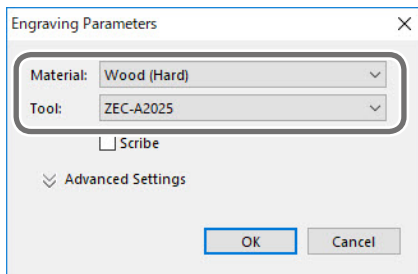 Engraving Parameters
Material: Wood (Hard)
Tool: ZEC-A2025
Scribe
Advanced Settings
OK Cancel